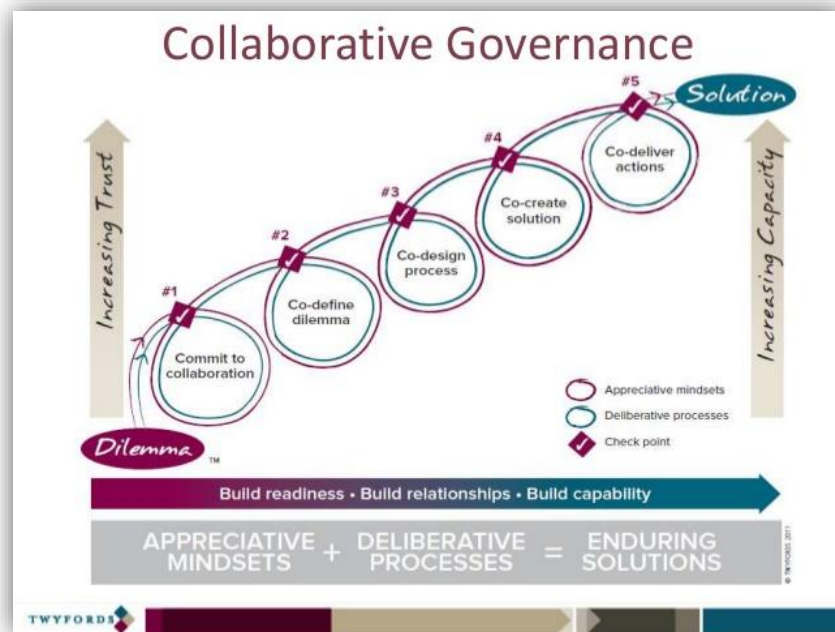 Collaborative Governance
#5
Solution
#4
Co-deliver
actions
Increasing Trust
#3
Co-create
solution
Increasing Capacity
#2
Co-design
process
#1
Co-define
dilemma
Commit to
collaboration
Appreciative mindsets
Deliberative processes
Check point
Dilemma
TM
Build readiness • Build relationships • Build capability
APPRECIATIVE
MINDSETS
+
DELIBERATIVE
PROCESSES
=
ENDURING
SOLUTIONS
© TWYFORDS 2011
TWYFORDS